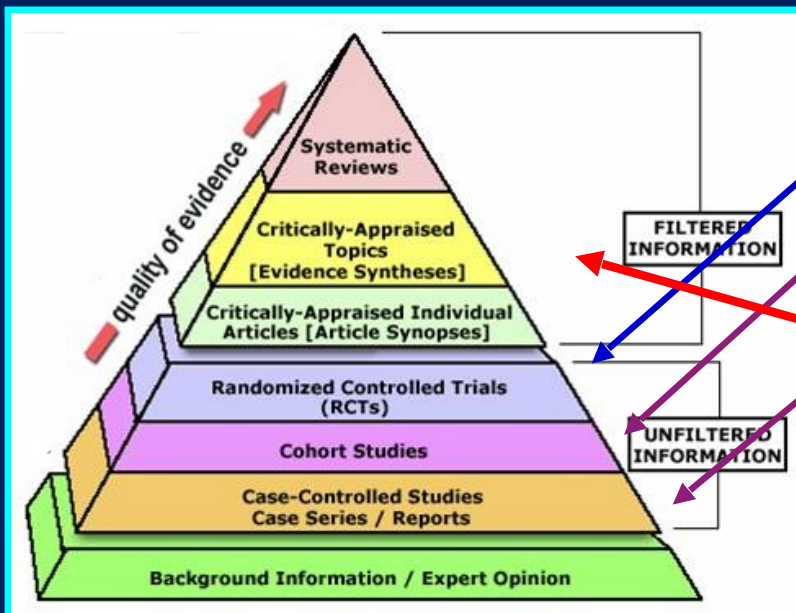 quality of evidence
Systematic
Reviews
Critically-Appraised
Topics
[Evidence Syntheses]
Critically-Appraised Individual
Articles [Article Synopses]
FILTERED
INFORMATION
Randomized Controlled Trials
(RCTs)
Cohort Studies
Case-Controlled Studies
Case Series / Reports
UNFILTERED
INFORMATION
Background Information / Expert Opinion